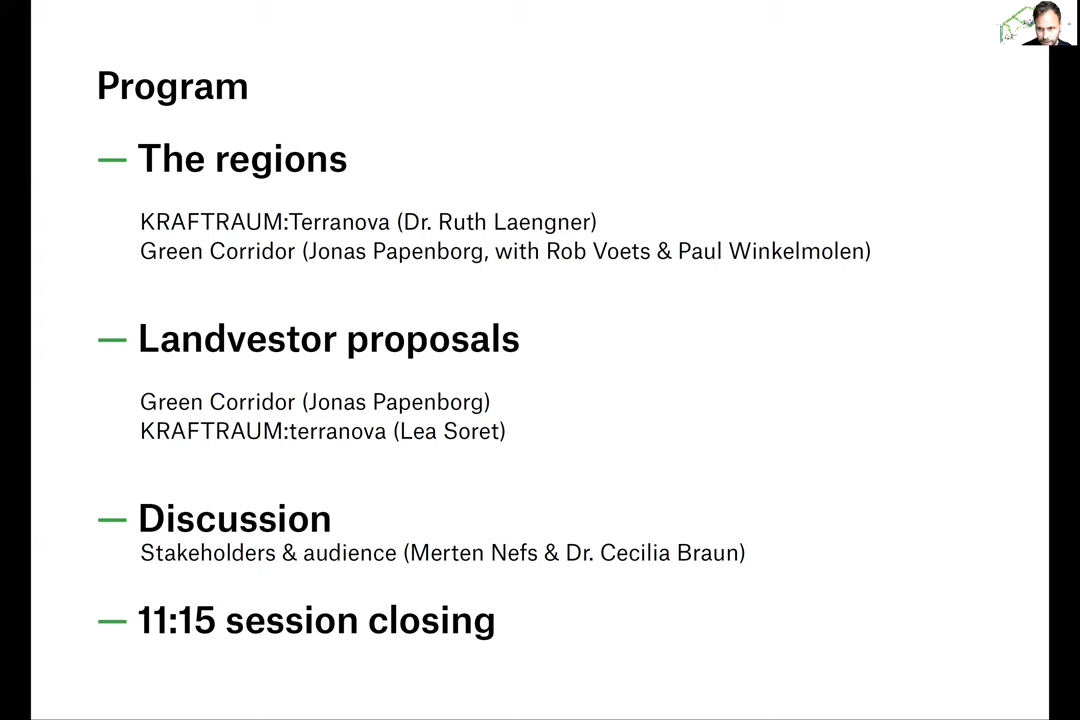 Program
— The regions
KRAFTRAUM:Terranova (Dr. Ruth Laengner)
Green Corridor (Jonas Papenborg, with Rob Voets & Paul Winkelmolen)
— Landvestor proposals
Green Corridor (Jonas Papenborg)
KRAFTRAUM:terranova (Lea Soret)
— Discussion
Stakeholders & audience (Merten Nefs & Dr. Cecilia Braun)
— 11:15 session closing